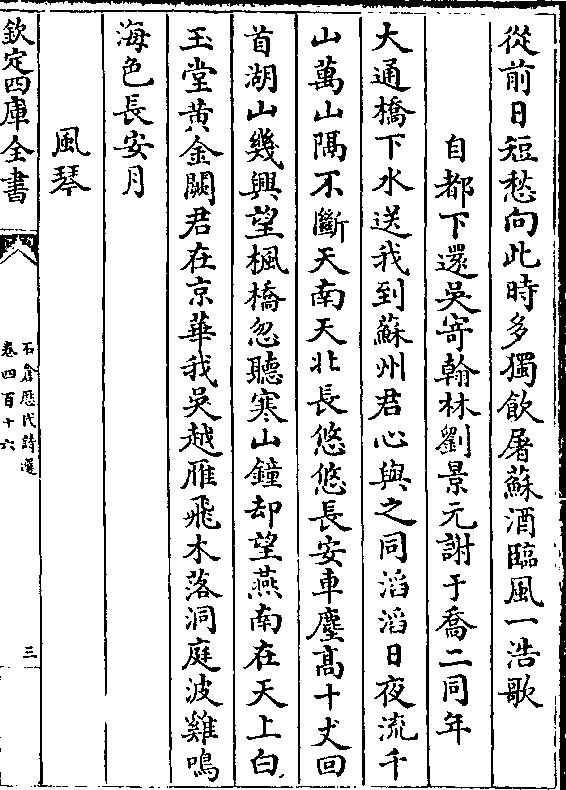 從前日短愁向此時多獨飲屠蘇酒臨風一浩歌
自都下還吳寄翰林劉景元謝于喬二同年
大通橋下水送我到蘇州君心與之同滔滔日夜流千
山萬山隔不斷天南天北長悠悠長安車塵高十丈回
首湖山幾興望楓橋忽聽寒山鐘却望燕南在天上白
玉堂黄金闕君在京華我吳越雁飛木落洞庭波雞鳴
海色長安月
風琴
欽定四庫全書
石倉歷代詩選
卷四百十六
三